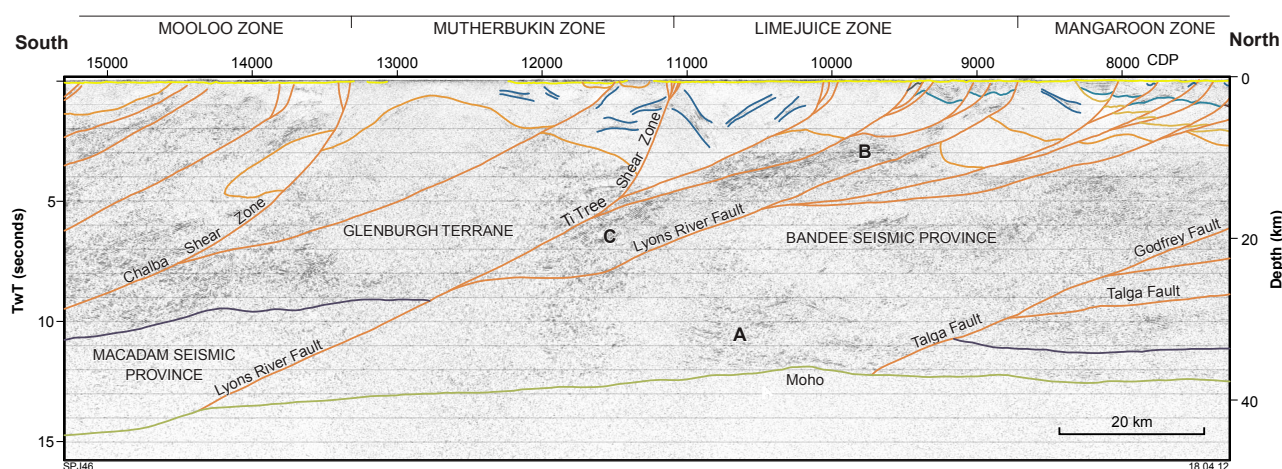 MOOLOO ZONE MUTHERBUKIN ZONE LIMEJUICE ZONE MANGAROON ZONE
South North
15000 14000 13000 12000 11000 10000 9000 8000 CDP
0 0
Shear Zone
B
5
Ti Tree
Chalba Shear Zone
GLENBURGH TERRANE
C
Lyons River Fault
BANDEE SEISMIC PROVINCE
Godfrey Fault
20
TwT (seconds)
Depth (km)
Talga Fault
10
A
Talga Fault
MACADAM SEISMIC
PROVINCE
Lyons River Fault
Moho
40
20 km
15
SPJ46 18.04.12